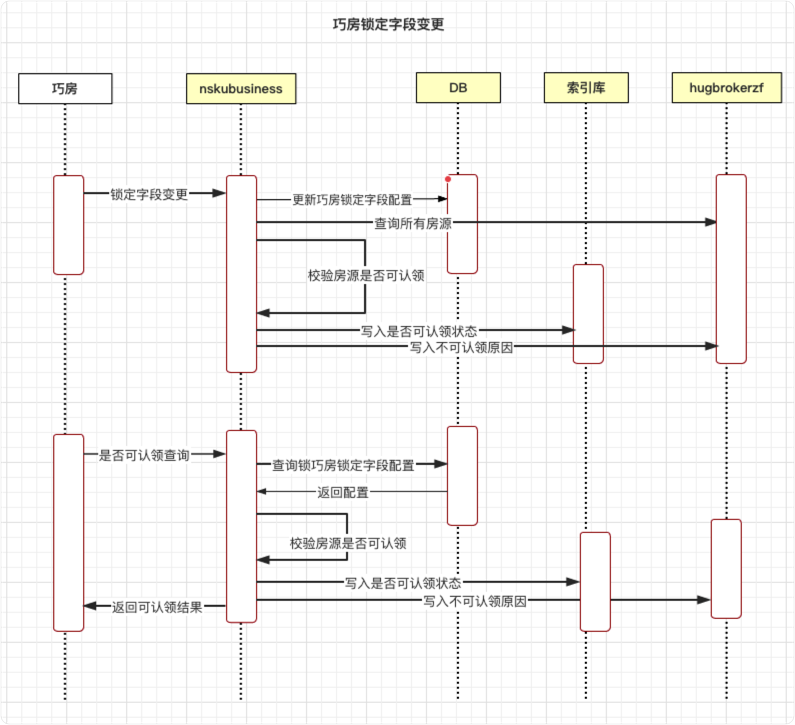 巧房锁定字段变更
巧房
nskubusiness
DB
索引库
hugbrokerzf
锁定字段变更
更新巧房锁定字段配置
查询所有房源
校验房源是否可认领
写入是否可认领状态
写入不可认领原因
是否可认领查询
查询锁巧房锁定字段配置
返回配置
校验房源是否可认领
写入是否可认领状态
写入不可认领原因
返回可认领结果